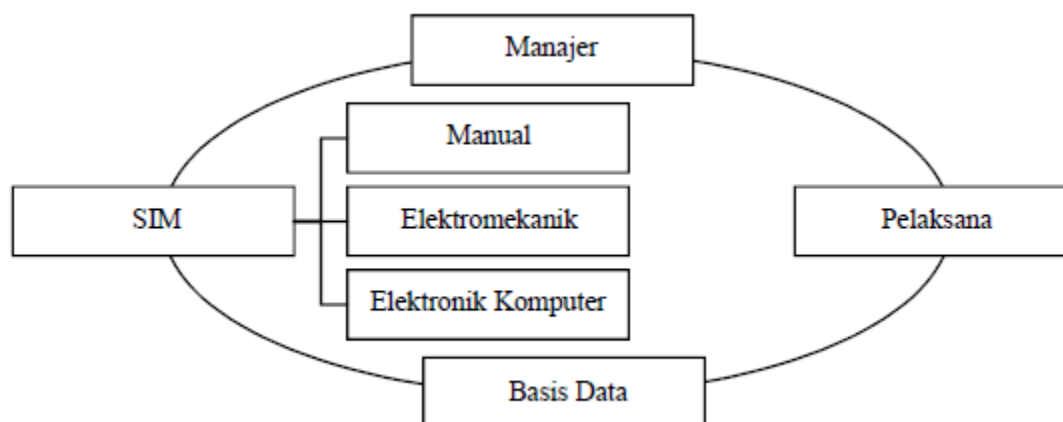 Manajer
Manual
SIM
Elektromekanik
Pelaksana
Elektronik Komputer
Basis Data